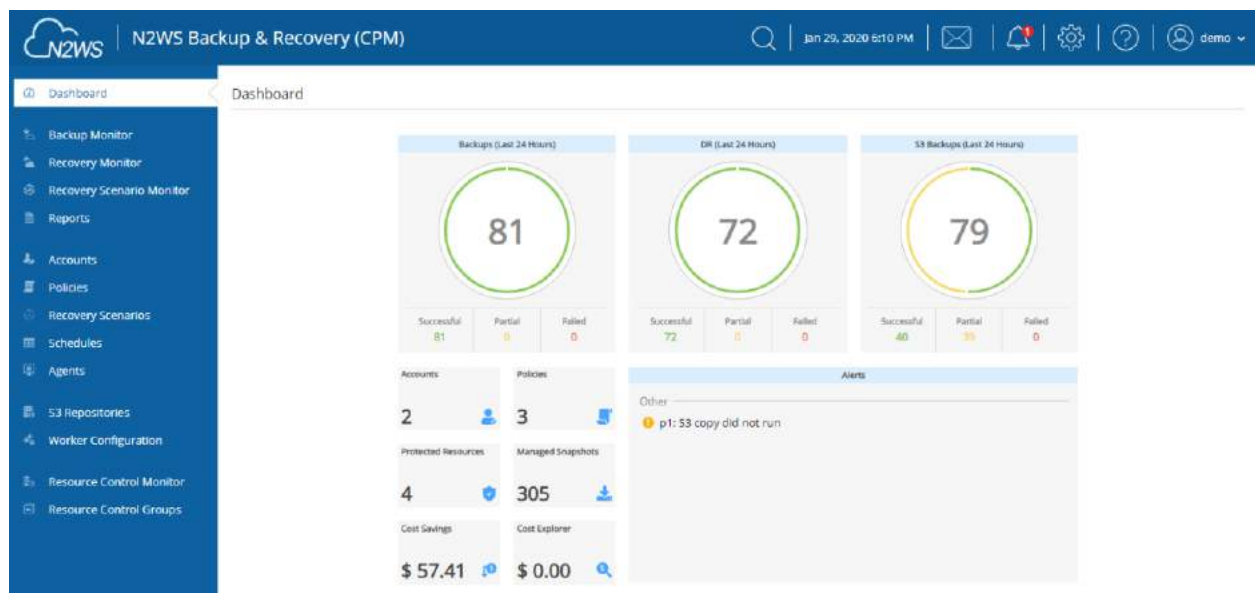 N2WS
N2WS Backup & Recovery (CPM)
Jan 29, 2020 6:10 PM
demo
Dashboard
Backup Monitor
Recovery Monitor
Recovery Scenario Monitor
Reports
Accounts
Policies
Recovery Scenarios
Schedules
Agents
S3 Repositories
Worker Configuration
Resource Control Monitor
Resource Control Groups
Dashboard
Backups (Last 24 Hours)
81
Successful Partial Failed
81 0 0
DR (Last 24 Hours)
72
Successful Partial Failed
72 0 0
S3 Backups (Last 24 Hours)
79
Successful Partial Failed
40 39 0
Accounts
2
Policies
3
Protected Resources
4
Managed Snapshots
305
Cost Savings
$ 57.41
Cost Explorer
$ 0.00
Alerts
Other
p1: S3 copy did not run